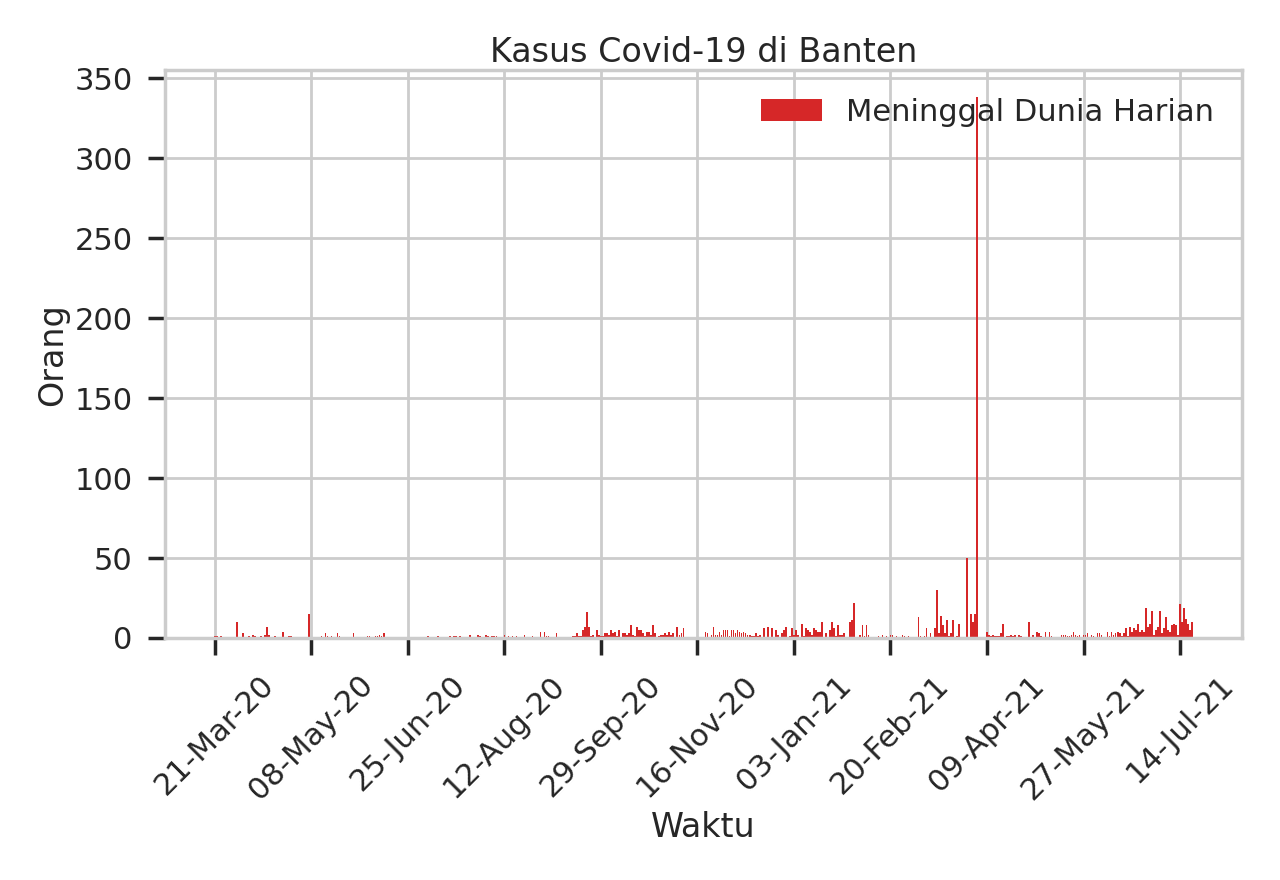 Kasus Covid-19 di Banten
Meninggal Dunia Harian
Orang
350
300
250
200
150
100
50
0
21-Mar-20
08-May-20
25-Jun-20
12-Aug-20
29-Sep-20
16-Nov-20
03-Jan-21
20-Feb-21
09-Apr-21
27-May-21
14-Jul-21
Waktu